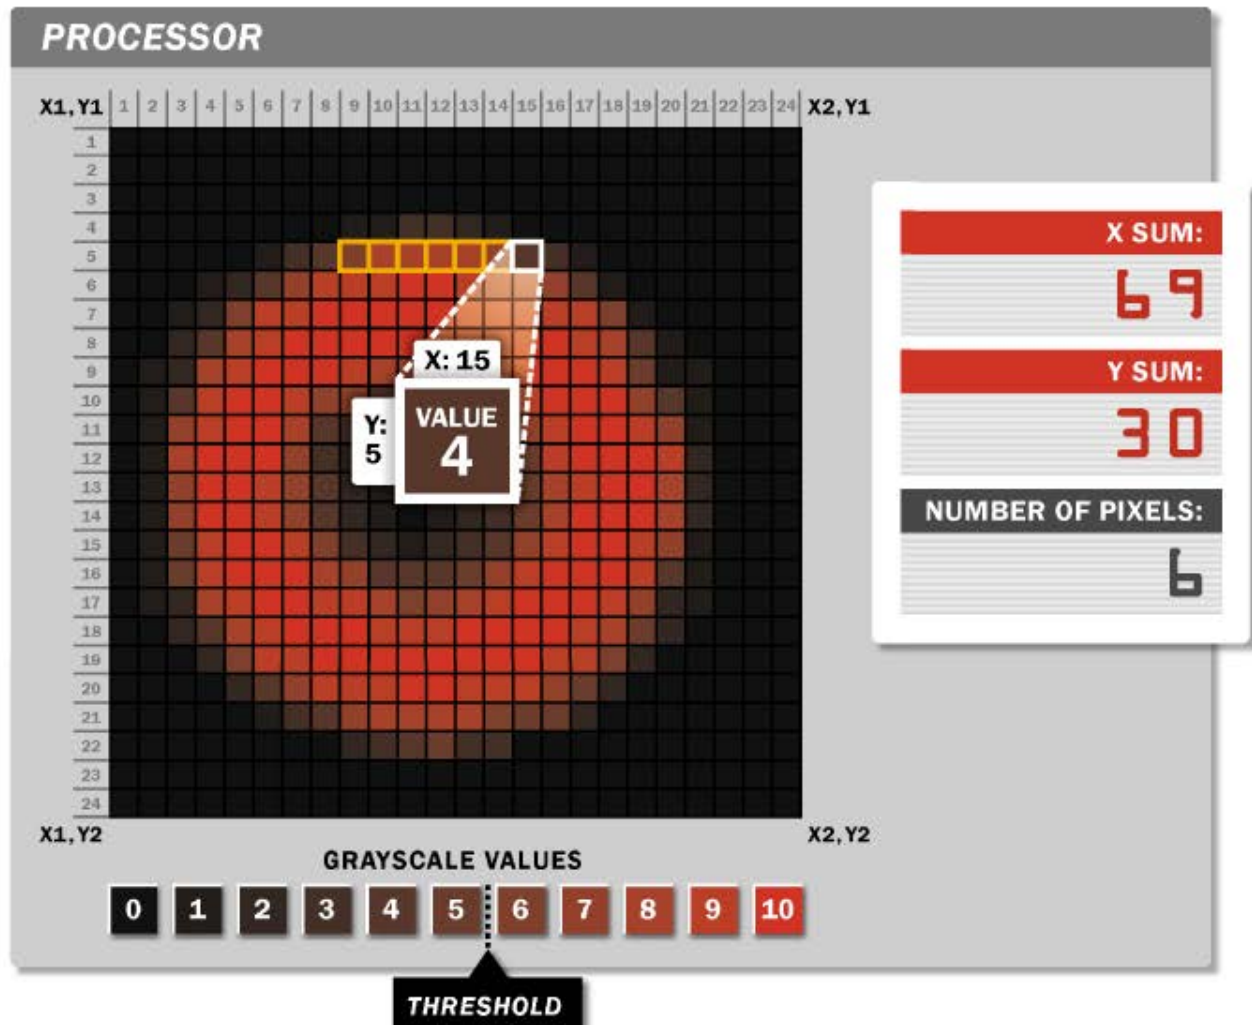 PROCESSOR
X1,Y1 1 2 3 4 5 6 7 8 9 10 11 12 13 14 15 16 17 18 19 20 21 22 23 24 X2,Y1
1
2
3
4
5
6
7
8
9
10
11
12
13
14
15
16
17
18
19
20
21
22
23
24
X: 15
Y:
5
VALUE
4
X SUM:
69
Y SUM:
30
NUMBER OF PIXELS:
6
X1,Y2 X2,Y2
GRAYSCALE VALUES
0 1 2 3 4 5 6 7 8 9 10
THRESHOLD